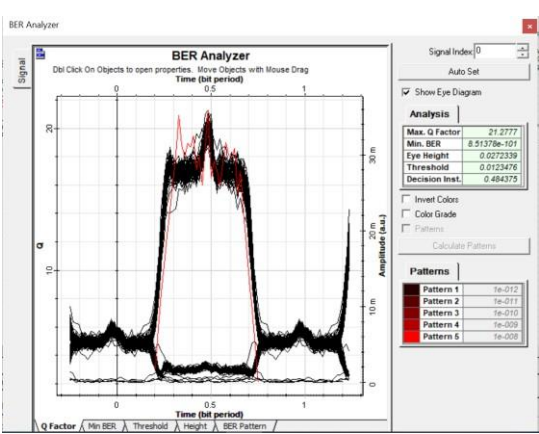 BER Analyzer
Signal
BER Analyzer
Dbl Click On Objects to open properties. Move Objects with Mouse Drag
Time (bit period)
0 0.5 1
20
10
Q
30 m
20 m
10 m
0
Amplitude (a.u.)
0 0.5 1
Time (bit period)
Q Factor Min BER Threshold Height BER Pattern
Signal Index: 0
Auto Set
Show Eye Diagram
Analysis
Max. Q Factor 21.2777
Min. BER 8.51378e-101
Eye Height 0.0272339
Threshold 0.0123476
Decision Inst. 0.484375
Invert Colors
Color Grade
Patterns
Calculate Patterns
Patterns
Pattern 1 1e-012
Pattern 2 1e-011
Pattern 3 1e-010
Pattern 4 1e-009
Pattern 5 1e-008